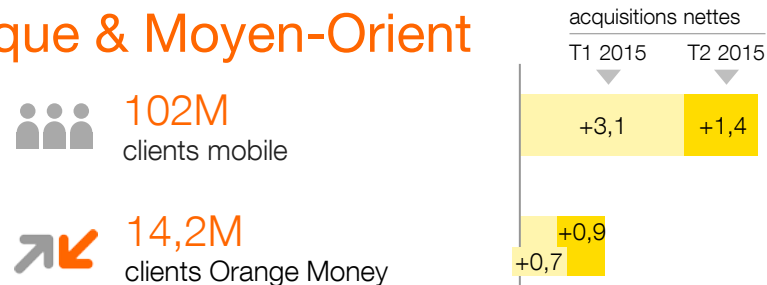 que & Moyen-Orient
acquisitions nettes
T1 2015 T2 2015
102M
clients mobile
+3,1 +1,4
14,2M
clients Orange Money
+0,9
+0,7